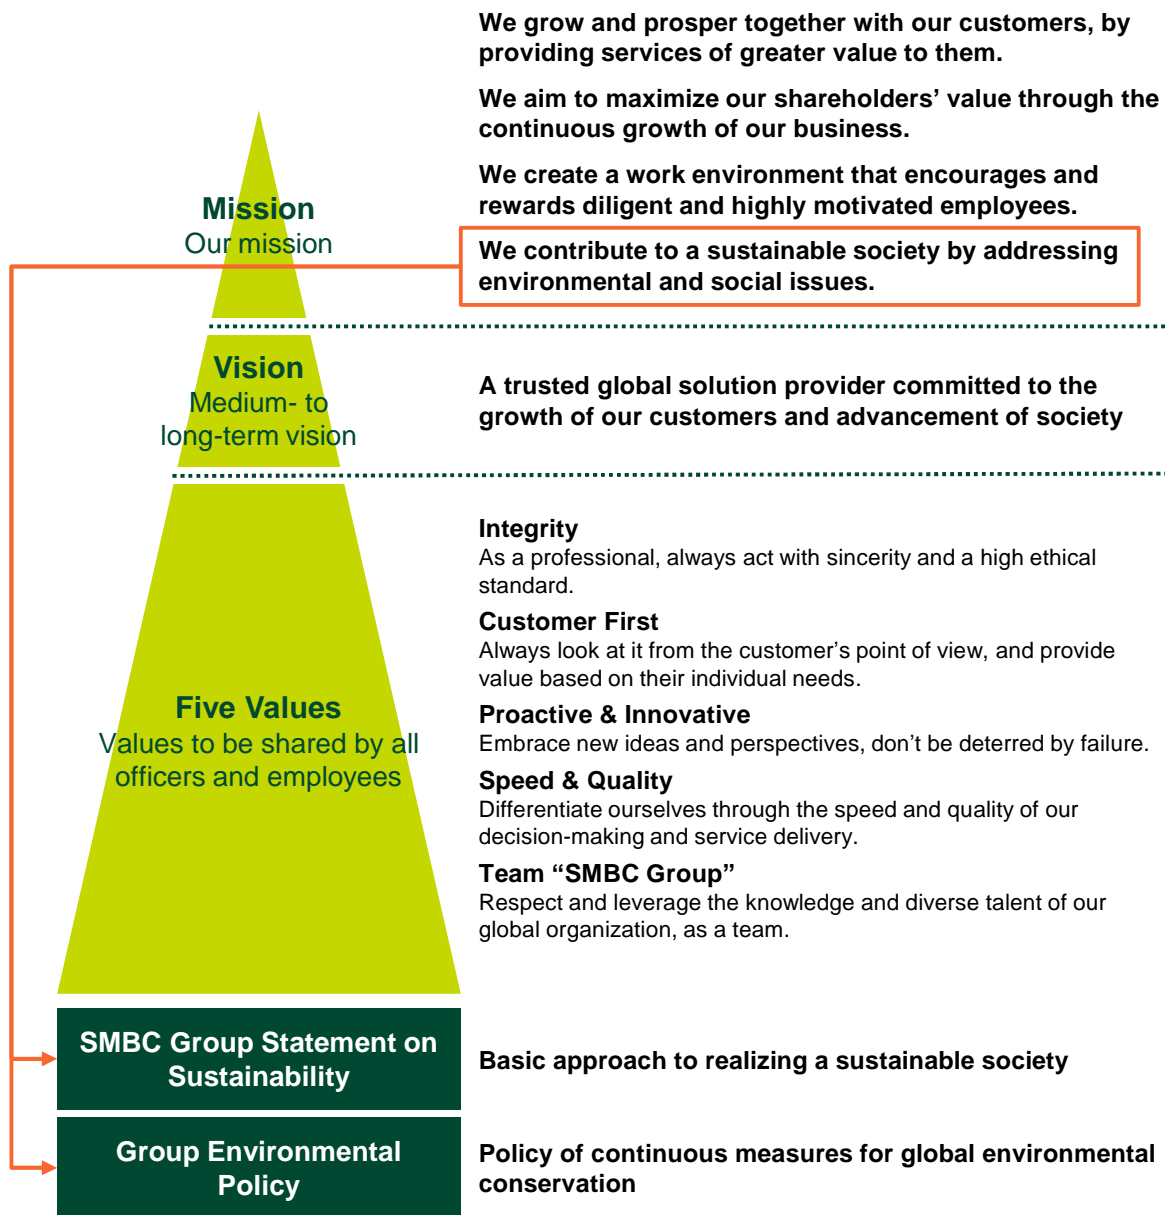 We grow and prosper together with our customers, by
providing services of greater value to them.
We aim to maximize our shareholders’ value through the
continuous growth of our business.
We create a work environment that encourages and
rewards diligent and highly motivated employees.
We contribute to a sustainable society by addressing
environmental and social issues.
Mission
Our mission
Vision
Medium- to
long-term vision
A trusted global solution provider committed to the
growth of our customers and advancement of society
Five Values
Values to be shared by all
officers and employees
Integrity
As a professional, always act with sincerity and a high ethical
standard.
Customer First
Always look at it from the customer’s point of view, and provide
value based on their individual needs.
Proactive & Innovative
Embrace new ideas and perspectives, don’t be deterred by failure.
Speed & Quality
Differentiate ourselves through the speed and quality of our
decision-making and service delivery.
Team “SMBC Group”
Respect and leverage the knowledge and diverse talent of our
global organization, as a team.
SMBC Group Statement on
Sustainability
Basic approach to realizing a sustainable society
Group Environmental
Policy
Policy of continuous measures for global environmental
conservation